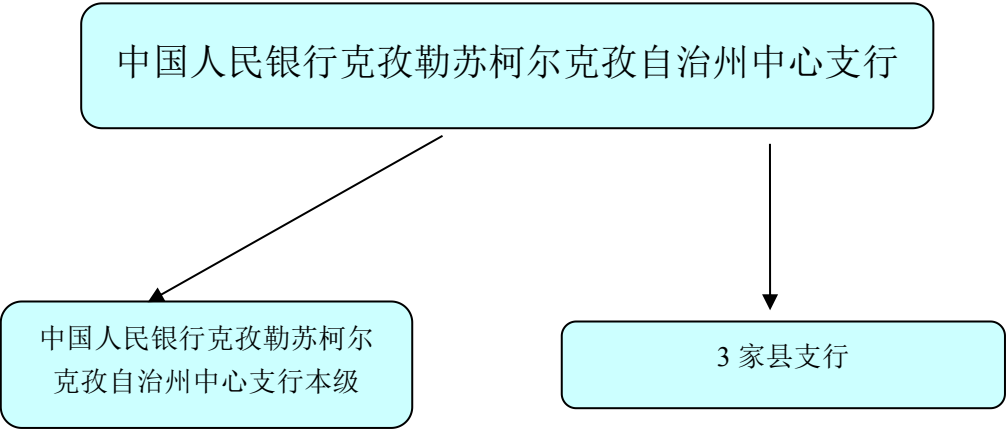 中国人民银行克孜勒苏柯尔克孜自治州中心支行
中国人民银行克孜勒苏柯尔
克孜自治州中心支行本级
3 家县支行